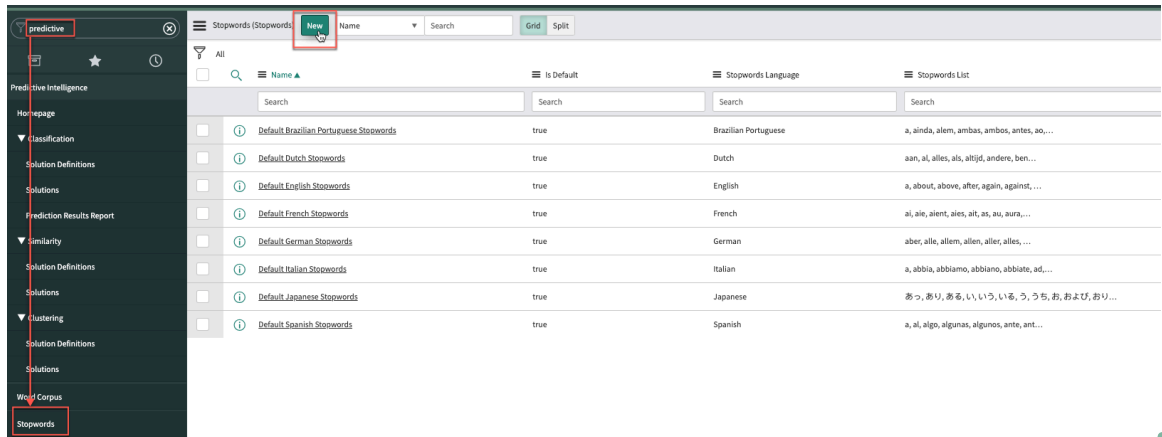 predictive
Predictive Intelligence
Homepage
Classification
Solution Definitions
Solutions
Prediction Results Report
Similarity
Solution Definitions
Solutions
Clustering
Solution Definitions
Solutions
Word Corpus
Stopwords
Stopwords (Stopwords New Name Search Grid Split
All
Name Is Default Stopwords Language Stopwords List
Search Search Search Search
Default Brazilian Portuguese Stopwords true Brazilian Portuguese a, ainda, alem, ambas, ambos, antes, ao,...
Default Dutch Stopwords true Dutch aan, al, alles, als, altijd, andere, ben...
Default English Stopwords true English a, about, above, after, again, against, ...
Default French Stopwords true French ai, aie, aient, aies, ait, as, au, aura,...
Default German Stopwords true German aber, alle, allem, allen, aller, alles, ...
Default Italian Stopwords true Italian a, abbia, abbiamo, abbiano, abbiate, ad,...
Default Japanese Stopwords true Japanese あっ, あり, ある, い, いう, いる, う, うち, お, および, おり...
Default Spanish Stopwords true Spanish a, al, algo, algunas, algunos, ante, ant...